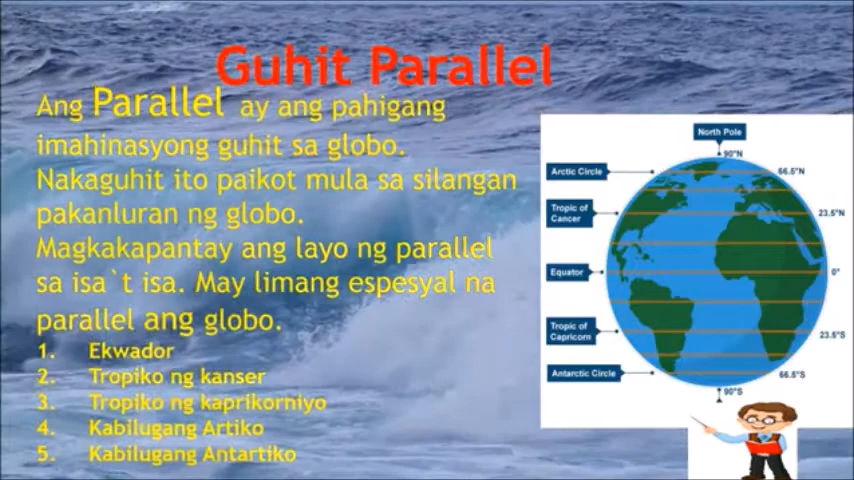 Guhit Parallel
Ang Parallel ay ang pahigang
imahinasyong guhit sa globo.
Nakaguhit ito paikot mula sa silangan
pakanluran ng globo.
Magkakapantay ang layo ng parallel
sa isa`t isa. May limang espesyal na
parallel ang globo.
1. Ekwador
2. Tropiko ng kanser
3. Tropiko ng kaprikorniyo
4. Kabilugang Artiko
5. Kabilugang Antartiko
North Pole
90°N
Arctic Circle
66.5°N
Tropic of
Cancer
23.5°N
Equator
0°
Tropic of
Capricorn
23.5°S
Antarctic Circle
66.5°S
90°S